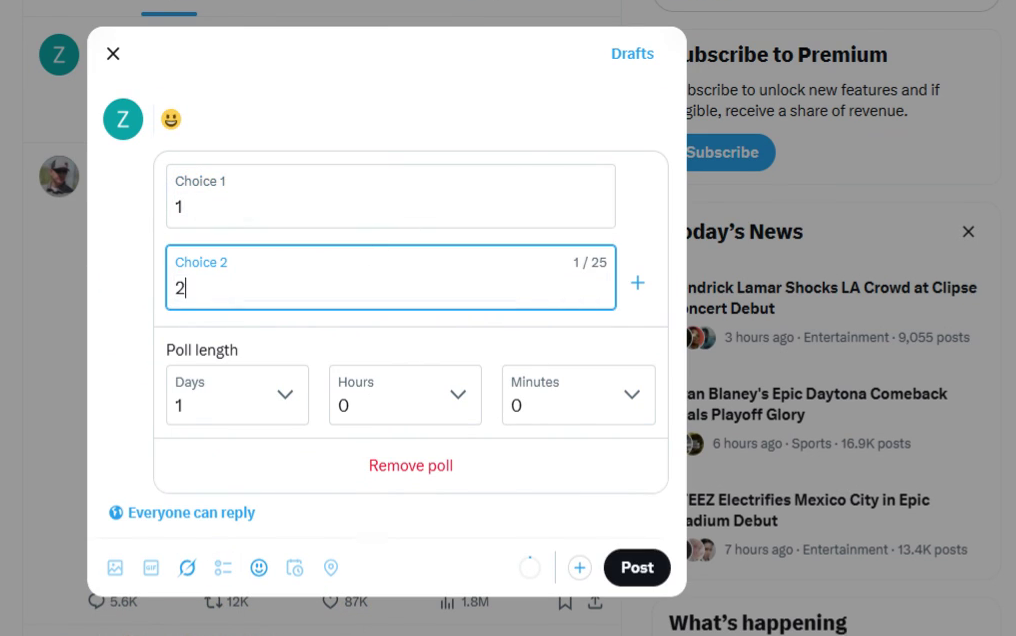 Drafts
Z
Z
😀
Choice 1
1
Choice 2
1 / 25
2
Poll length
Days
1
Hours
0
Minutes
0
Remove poll
Everyone can reply
GIF
Post
5.6K
12K
87K
1.8M
ubscribe to Premium
bscribe to unlock new features and if
gible, receive a share of revenue.
Subscribe
oday's News
ndrick Lamar Shocks LA Crowd at Clipse
ncert Debut
3 hours ago · Entertainment · 9,055 posts
an Blaney's Epic Daytona Comeback
als Playoff Glory
6 hours ago · Sports · 16.9K posts
EEZ Electrifies Mexico City in Epic
adium Debut
7 hours ago · Entertainment · 13.4K posts
What's happening